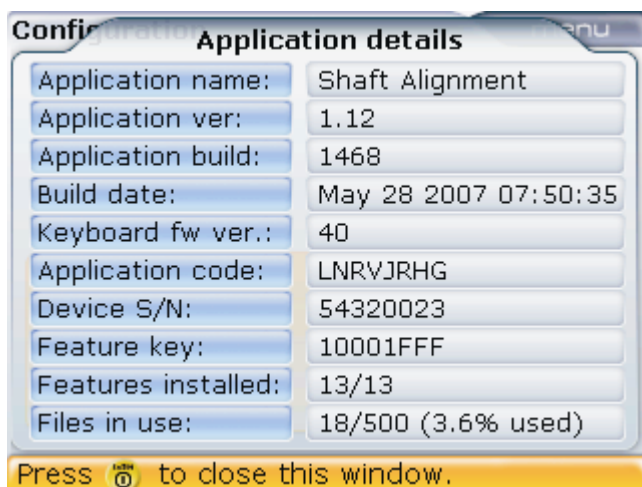 Configuration menu
Application details
Application name: Shaft Alignment
Application ver: 1.12
Application build: 1468
Build date: May 28 2007 07:50:35
Keyboard fw ver.: 40
Application code: LNRVJRHG
Device S/N: 54320023
Feature key: 10001FFF
Features installed: 13/13
Files in use: 18/500 (3.6% used)
Press to close this window.